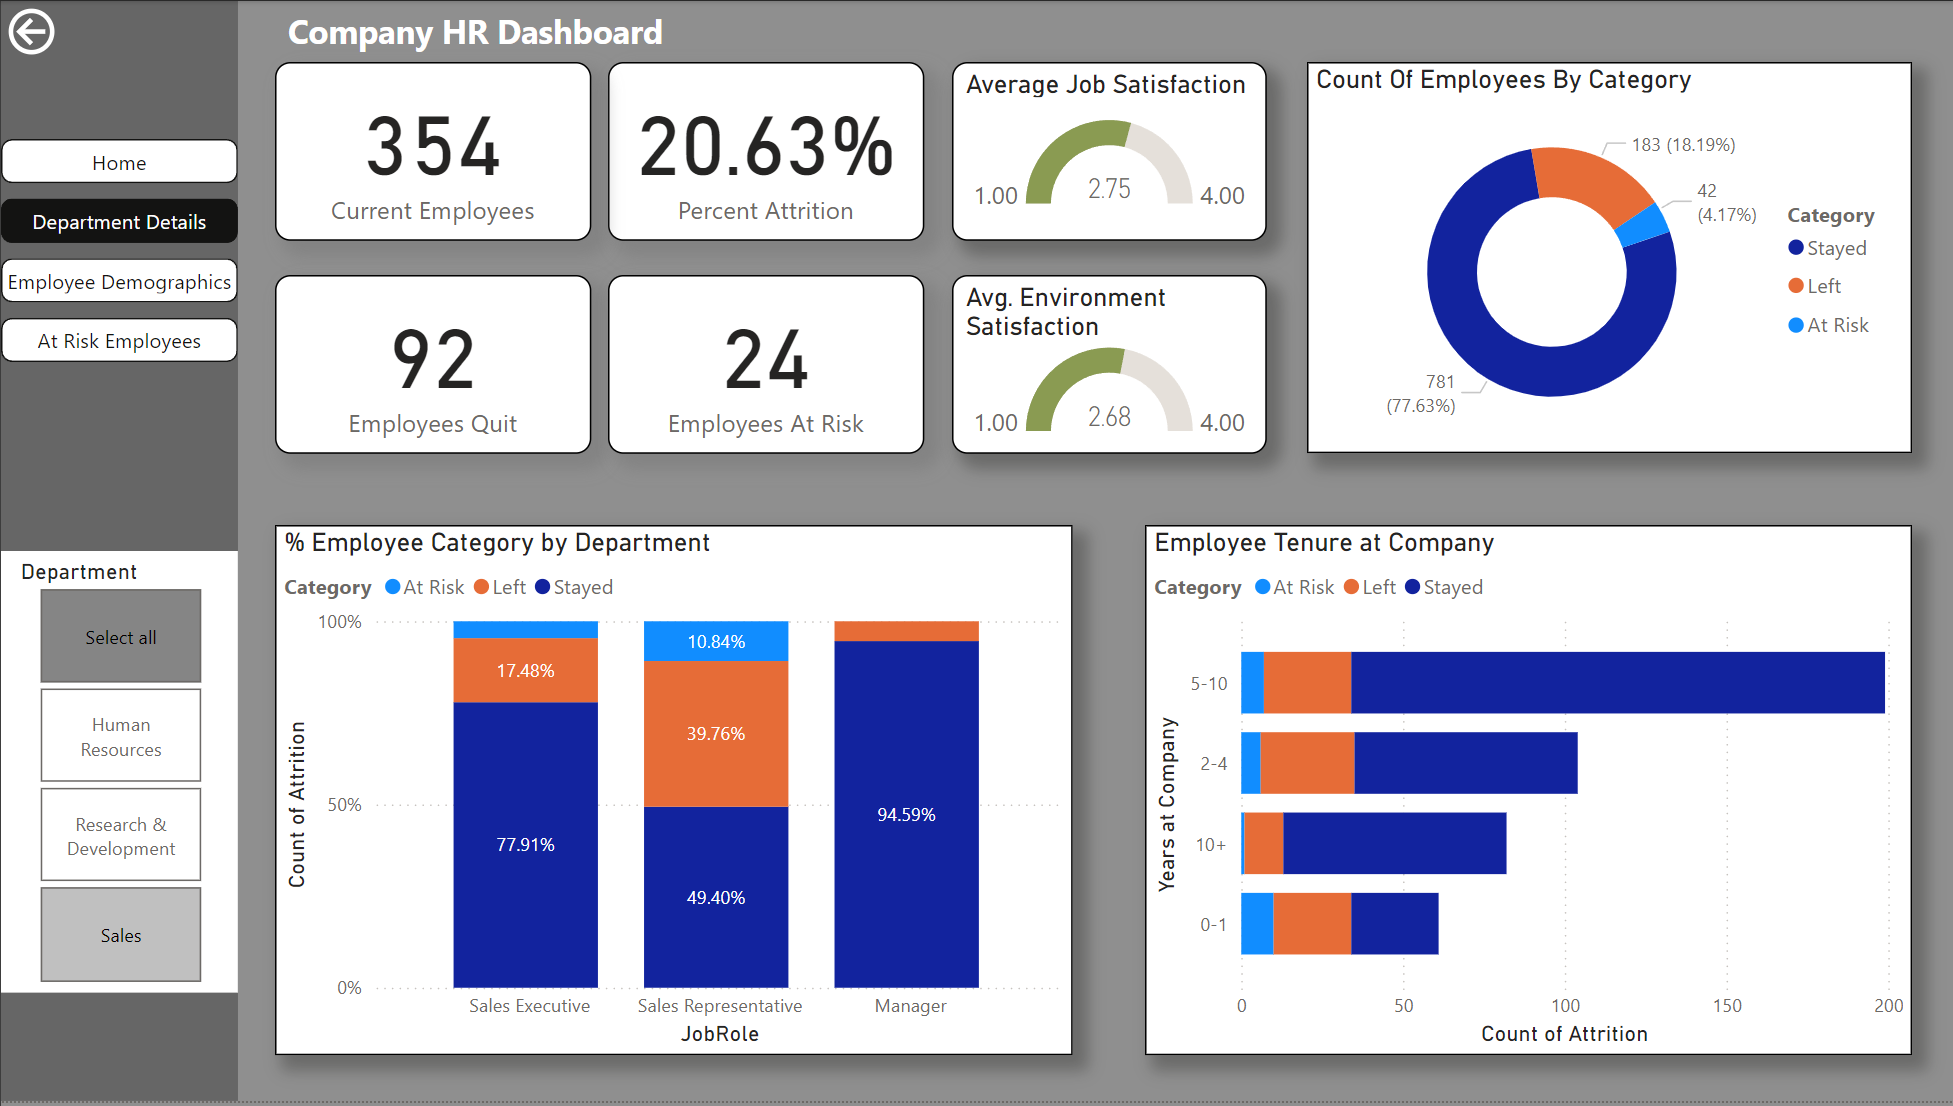 Company HR Dashboard
Home
Department Details
Employee Demographics
At Risk Employees
Department
Select all
Human
Resources
Research &
Development
Sales
354
Current Employees
20.63%
Percent Attrition
92
Employees Quit
24
Employees At Risk
Average Job Satisfaction
1.00
2.75
4.00
Avg. Environment
Satisfaction
1.00
2.68
4.00
Count Of Employees By Category
183 (18.19%)
42
(4.17%)
781
(77.63%)
Category
Stayed
Left
At Risk
% Employee Category by Department
Category At Risk Left Stayed
Count of Attrition
100%
50%
0%
17.48%
77.91%
10.84%
39.76%
49.40%
94.59%
Sales Executive
Sales Representative
Manager
JobRole
Employee Tenure at Company
Category At Risk Left Stayed
Years at Company
5-10
2-4
10+
0-1
0
50
100
150
200
Count of Attrition